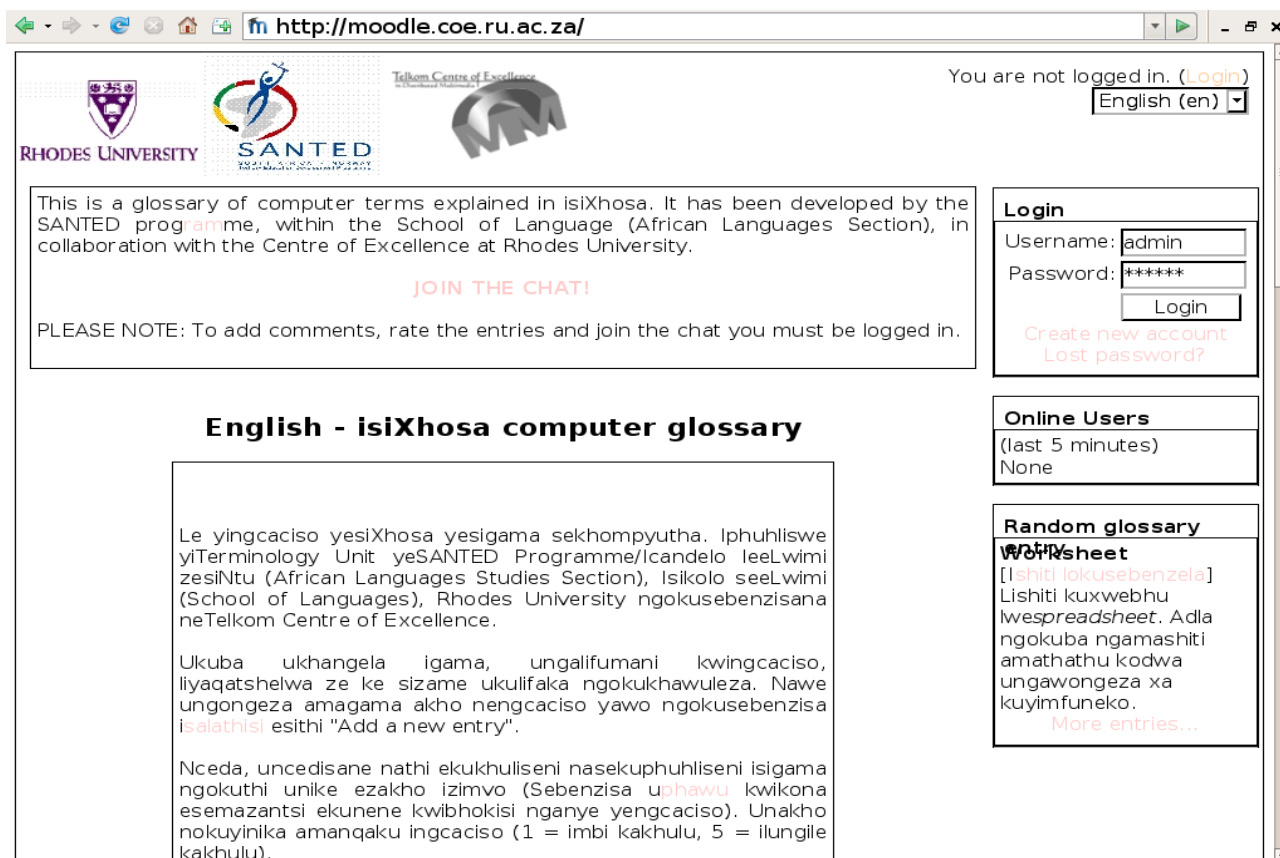 http://moodle.coe.ru.ac.za/
RHODES UNIVERSITY
SANTED
Telkom Centre of Excellence
in Distributed Multimedia
You are not logged in. (Login)
English (en)
This is a glossary of computer terms explained in isiXhosa. It has been developed by the
SANTED programme, within the School of Language (African Languages Section), in
collaboration with the Centre of Excellence at Rhodes University.
JOIN THE CHAT!
PLEASE NOTE: To add comments, rate the entries and join the chat you must be logged in.
English - isiXhosa computer glossary
Le yingcaciso yesiXhosa yesigama sekhompyutha. Iphuhliswe
yiTerminology Unit yeSANTED Programme/Icandelo leeLwimi
zesiNtu (African Languages Studies Section), Isikolo seeLwimi
(School of Languages), Rhodes University ngokusebenzisana
neTelkom Centre of Excellence.
Ukuba ukhangela igama, ungalifumani kwingcaciso,
liyaqatshelwa ze ke sizame ukulifaka ngokukhawuleza. Nawe
ungongeza amagama akho nengcaciso yawo ngokusebenzisa
isalathisi esithi "Add a new entry".
Nceda, uncedisane nathi ekukhuliseni nasekuphuhliseni isigama
ngokuthi unike ezakho izimvo (Sebenzisa uphawu kwikona
esemazantsi ekunene kwibhokisi nganye yengcaciso). Unakho
nokuyinika amanqaku ingcaciso (1 = imbi kakhulu, 5 = ilungile
kakhulu).
Login
Username: admin
Password: ******
Login
Create new account
Lost password?
Online Users
(last 5 minutes)
None
Random glossary
entry
Worksheet
[Ishiti lokusebenzela]
Lishiti kuxwebhu
lwespreadsheet. Adla
ngokuba ngamashiti
amathathu kodwa
ungawongeza xa
kuyimfuneko.
More entries...